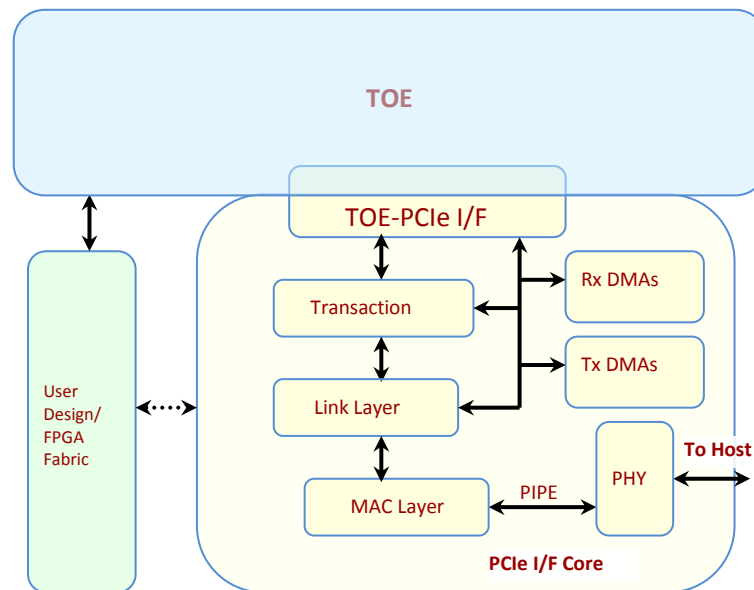 TOE
TOE-PCIe I/F
Rx DMAs
Transaction
Tx DMAs
User
Design/
FPGA
Fabric
Link Layer
To Host
MAC Layer
PIPE
PHY
PCIe I/F Core